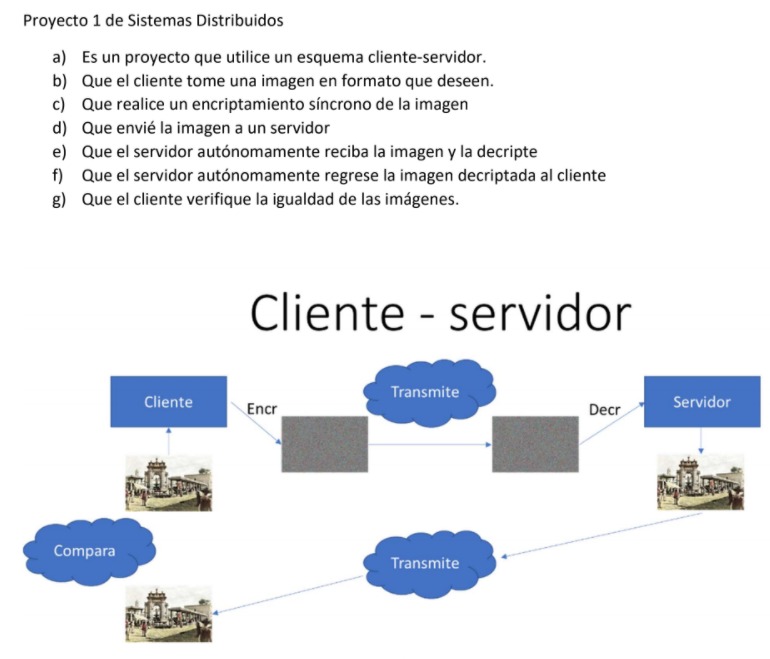 Proyecto 1 de Sistemas Distribuidos
a) Es un proyecto que utilice un esquema cliente-servidor.
b) Que el cliente tome una imagen en formato que deseen.
c) Que realice un encriptamiento síncrono de la imagen
d) Que envié la imagen a un servidor
e) Que el servidor autónomamente reciba la imagen y la decripte
f) Que el servidor autónomamente regrese la imagen decriptada al cliente
g) Que el cliente verifique la igualdad de las imágenes.
Cliente - servidor
Cliente
Encr
Transmite
Decr
Servidor
Compara
Transmite